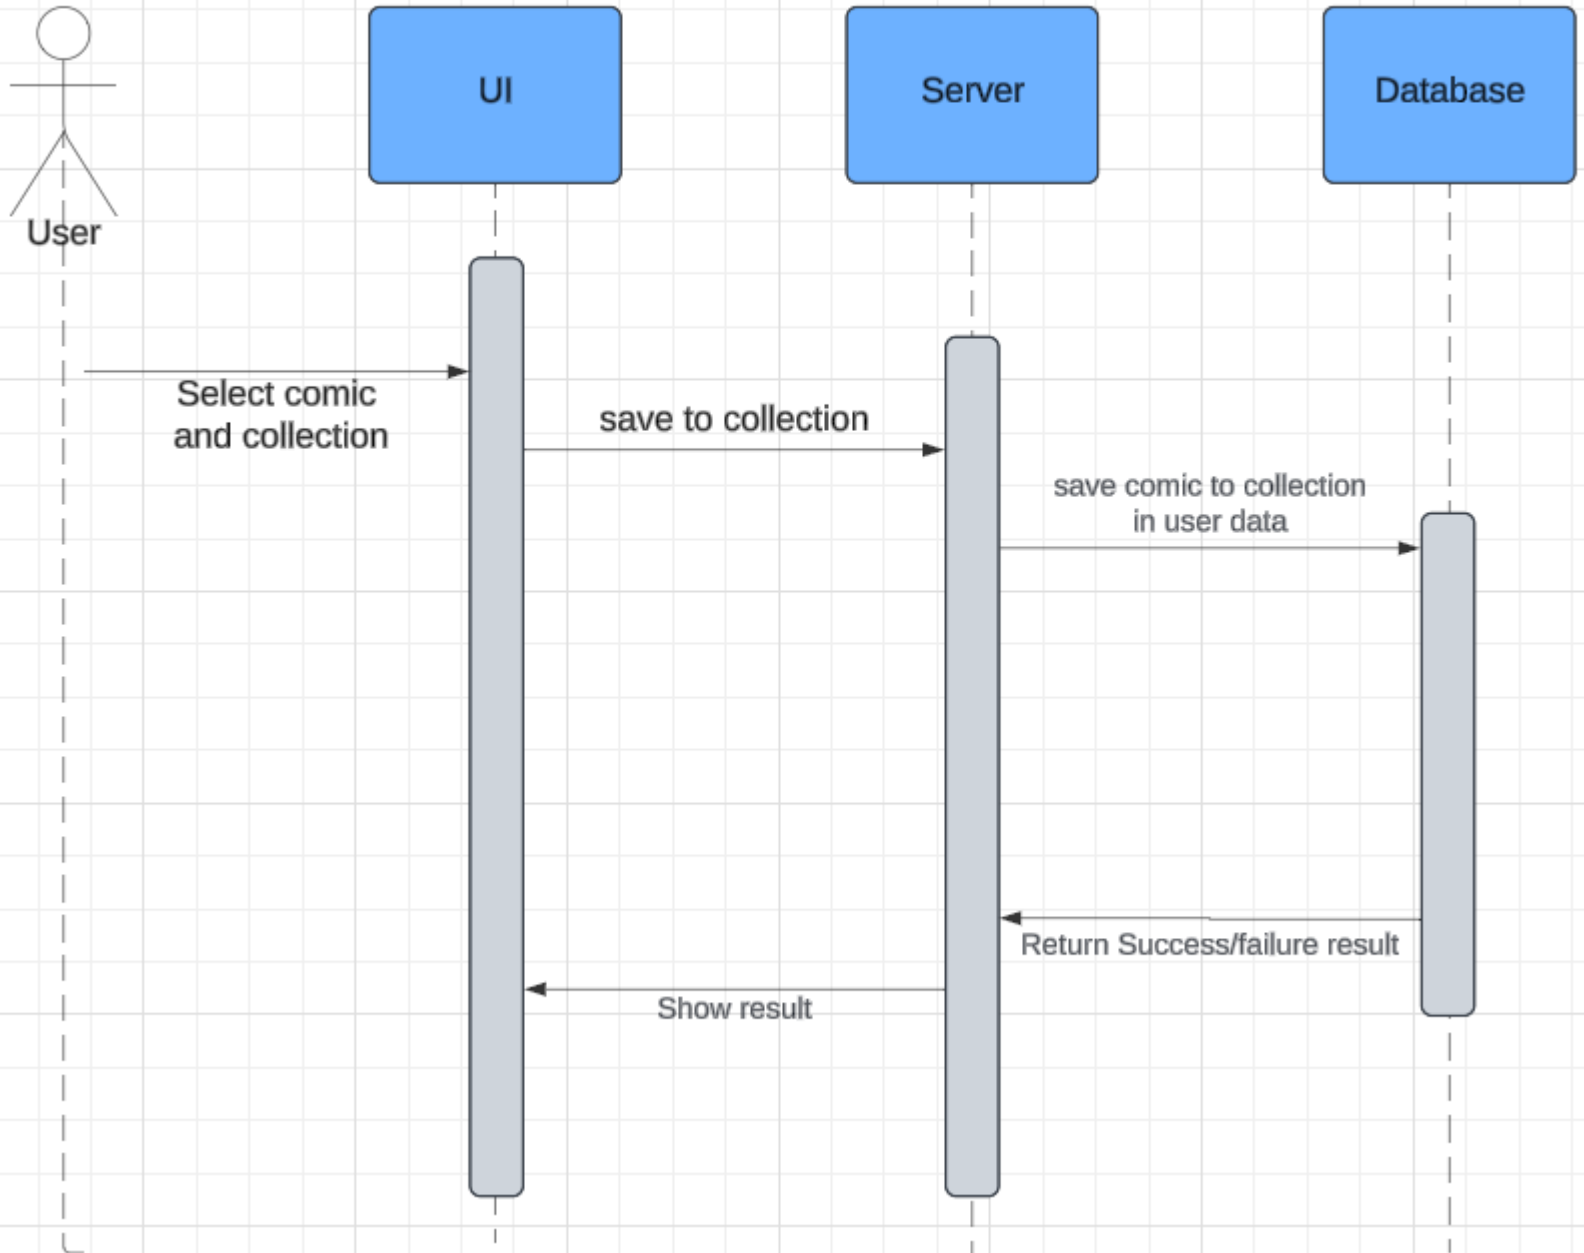 UI
Server
Database
User
Select comic
and collection
save to collection
save comic to collection
in user data
Return Success/failure result
Show result